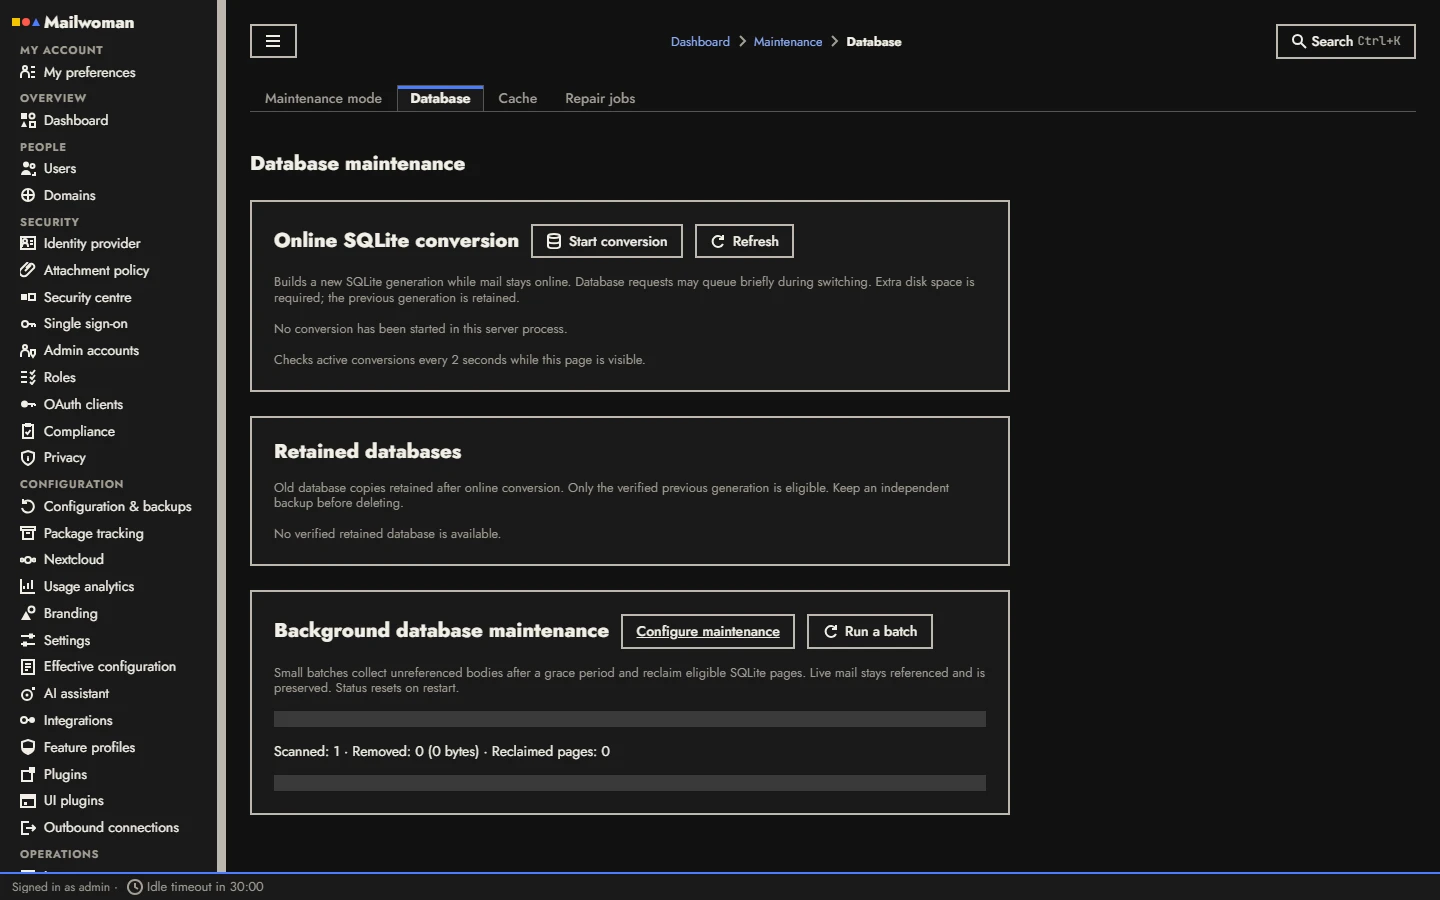 Mailwoman
MY ACCOUNT
My preferences
OVERVIEW
Dashboard
PEOPLE
Users
Domains
SECURITY
Identity provider
Attachment policy
Security centre
Single sign-on
Admin accounts
Roles
OAuth clients
Compliance
Privacy
CONFIGURATION
Configuration & backups
Package tracking
Nextcloud
Usage analytics
Branding
Settings
Effective configuration
AI assistant
Integrations
Feature profiles
Plugins
UI plugins
Outbound connections
OPERATIONS
Dashboard Maintenance Database
Search Ctrl+K
Maintenance mode Database Cache Repair jobs
Database maintenance
Online SQLite conversion Start conversion Refresh
Builds a new SQLite generation while mail stays online. Database requests may queue briefly during switching. Extra disk space is
required; the previous generation is retained.
No conversion has been started in this server process.
Checks active conversions every 2 seconds while this page is visible.
Retained databases
Old database copies retained after online conversion. Only the verified previous generation is eligible. Keep an independent
backup before deleting.
No verified retained database is available.
Background database maintenance Configure maintenance Run a batch
Small batches collect unreferenced bodies after a grace period and reclaim eligible SQLite pages. Live mail stays referenced and is
preserved. Status resets on restart.
Scanned: 1 · Removed: 0 (0 bytes) · Reclaimed pages: 0
Signed in as admin · Idle timeout in 30:00